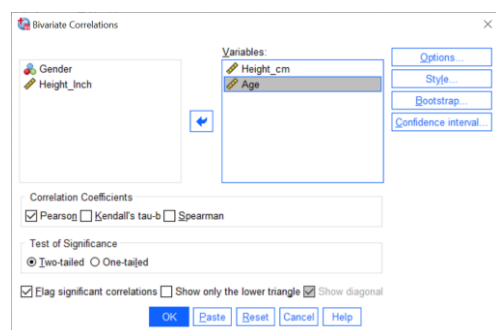 Bivariate Correlations
Variables:
Gender
Height_Inch
Height_cm
Age
Options...
Style...
Bootstrap...
Confidence interval...
Correlation Coefficients
Pearson Kendall's tau-b Spearman
Test of Significance
Two-tailed One-tailed
Flag significant correlations Show only the lower triangle Show diagonal
OK Paste Reset Cancel Help